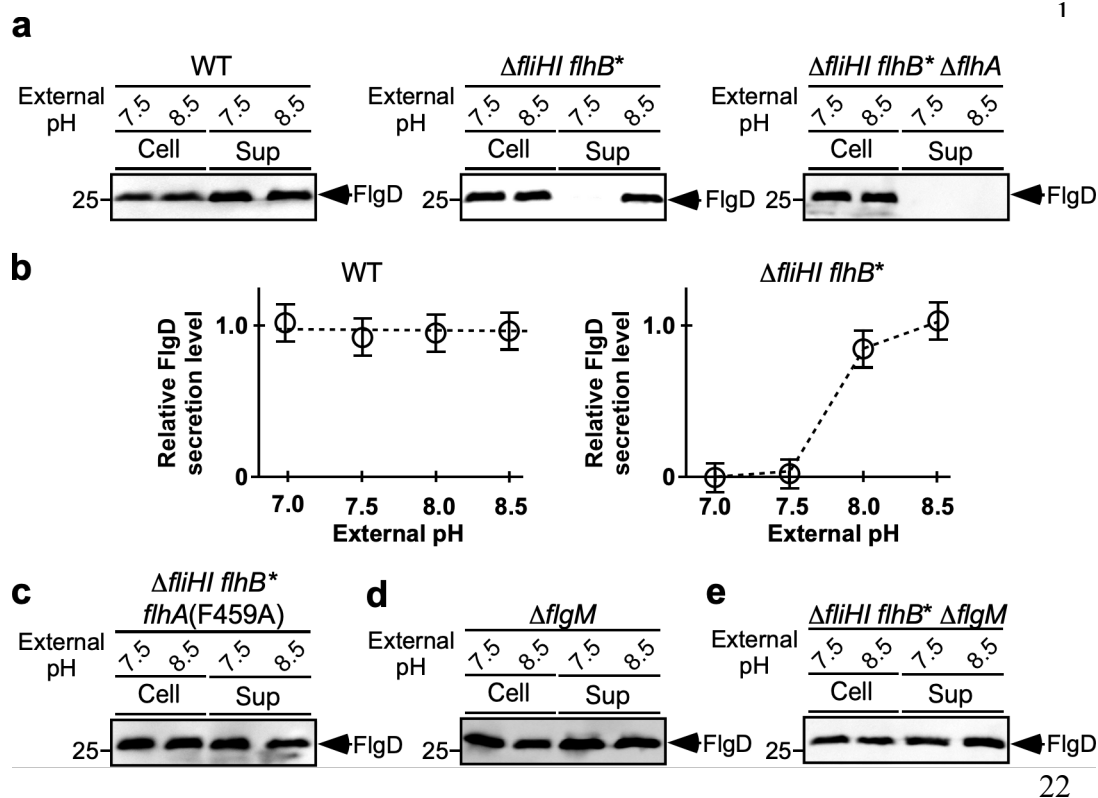 1
a
WT
External pH 7.5 8.5 7.5 8.5
Cell Sup
25 FlgD
ΔfliHI flhB*
External pH 7.5 8.5 7.5 8.5
Cell Sup
25 FlgD
ΔfliHI flhB* ΔflhA
External pH 7.5 8.5 7.5 8.5
Cell Sup
25 FlgD
b
WT
Relative FlgD
secretion level
1.0
0
7.0 7.5 8.0 8.5
External pH
ΔfliHI flhB*
Relative FlgD
secretion level
1.0
0
7.0 7.5 8.0 8.5
External pH
c
ΔfliHI flhB*
flhA(F459A)
External pH 7.5 8.5 7.5 8.5
Cell Sup
25 FlgD
d
ΔflgM
External pH 7.5 8.5 7.5 8.5
Cell Sup
25 FlgD
e
ΔfliHI flhB* ΔflgM
External pH 7.5 8.5 7.5 8.5
Cell Sup
25 FlgD
22